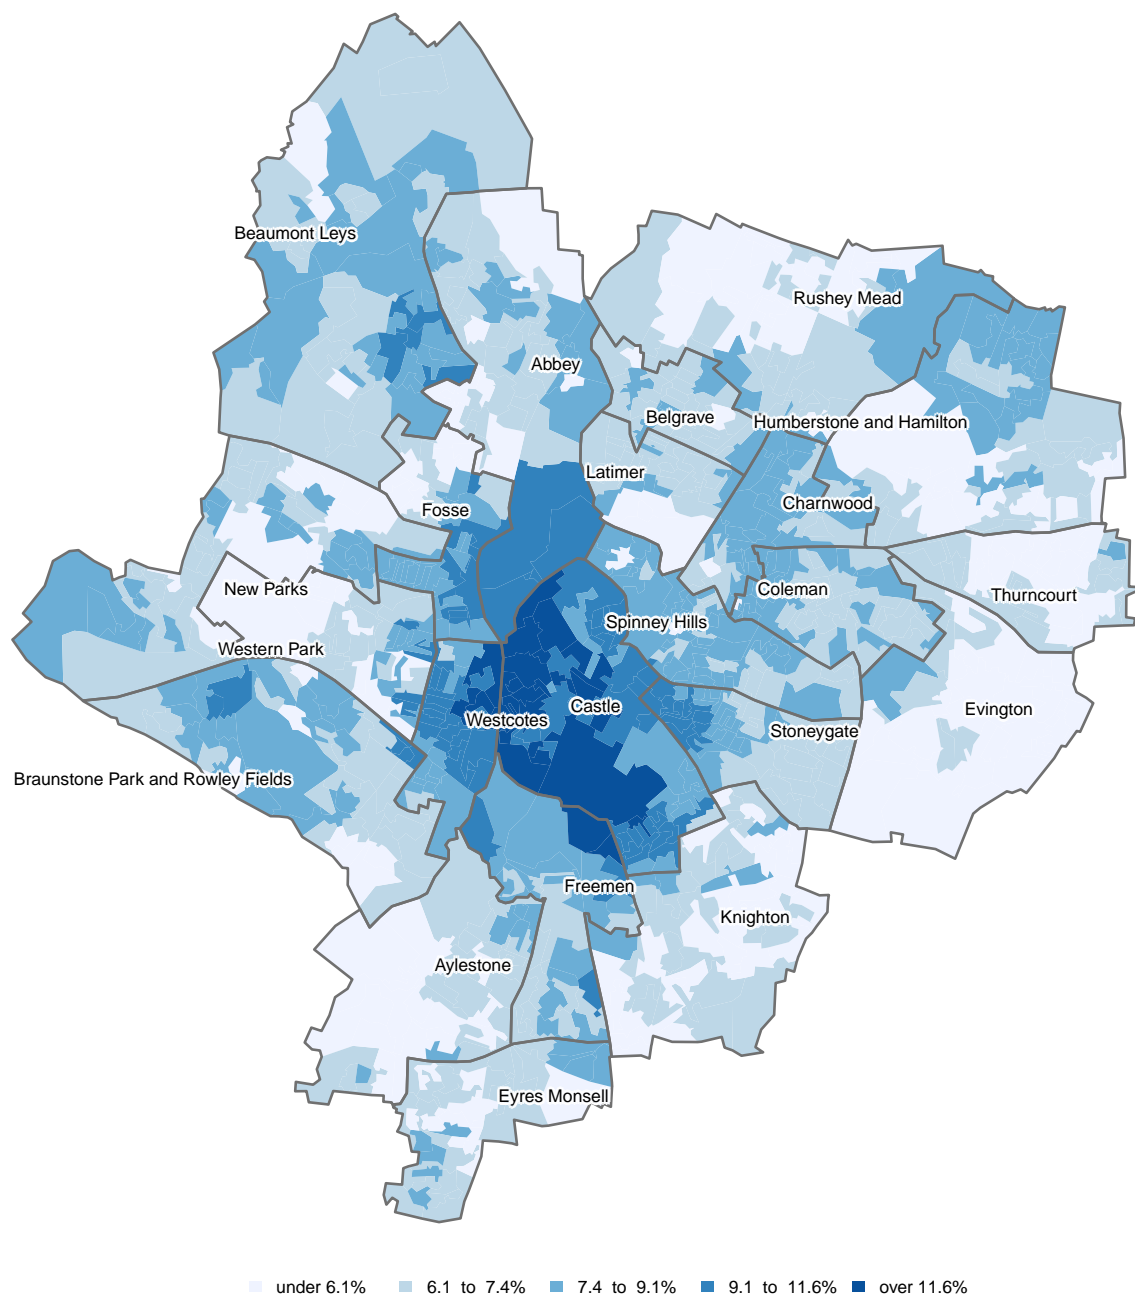 Beaumont Leys
Rushey Mead
Abbey
Belgrave
Humberstone and Hamilton
Latimer
Charnwood
Fosse
New Parks
Coleman
Thurncourt
Spinney Hills
Western Park
Castle
Evington
Westcotes
Stoneygate
Braunstone Park and Rowley Fields
Freemen
Knighton
Aylestone
Eyres Monsell
under 6.1% 6.1 to 7.4% 7.4 to 9.1% 9.1 to 11.6% over 11.6%